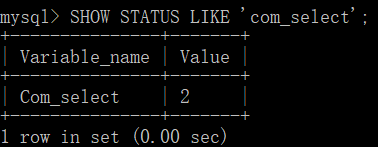 mysql> SHOW STATUS LIKE 'com_select';
+---------------+-------+
| Variable_name | Value |
+---------------+-------+
| Com_select    | 2     |
+---------------+-------+
1 row in set (0.00 sec)